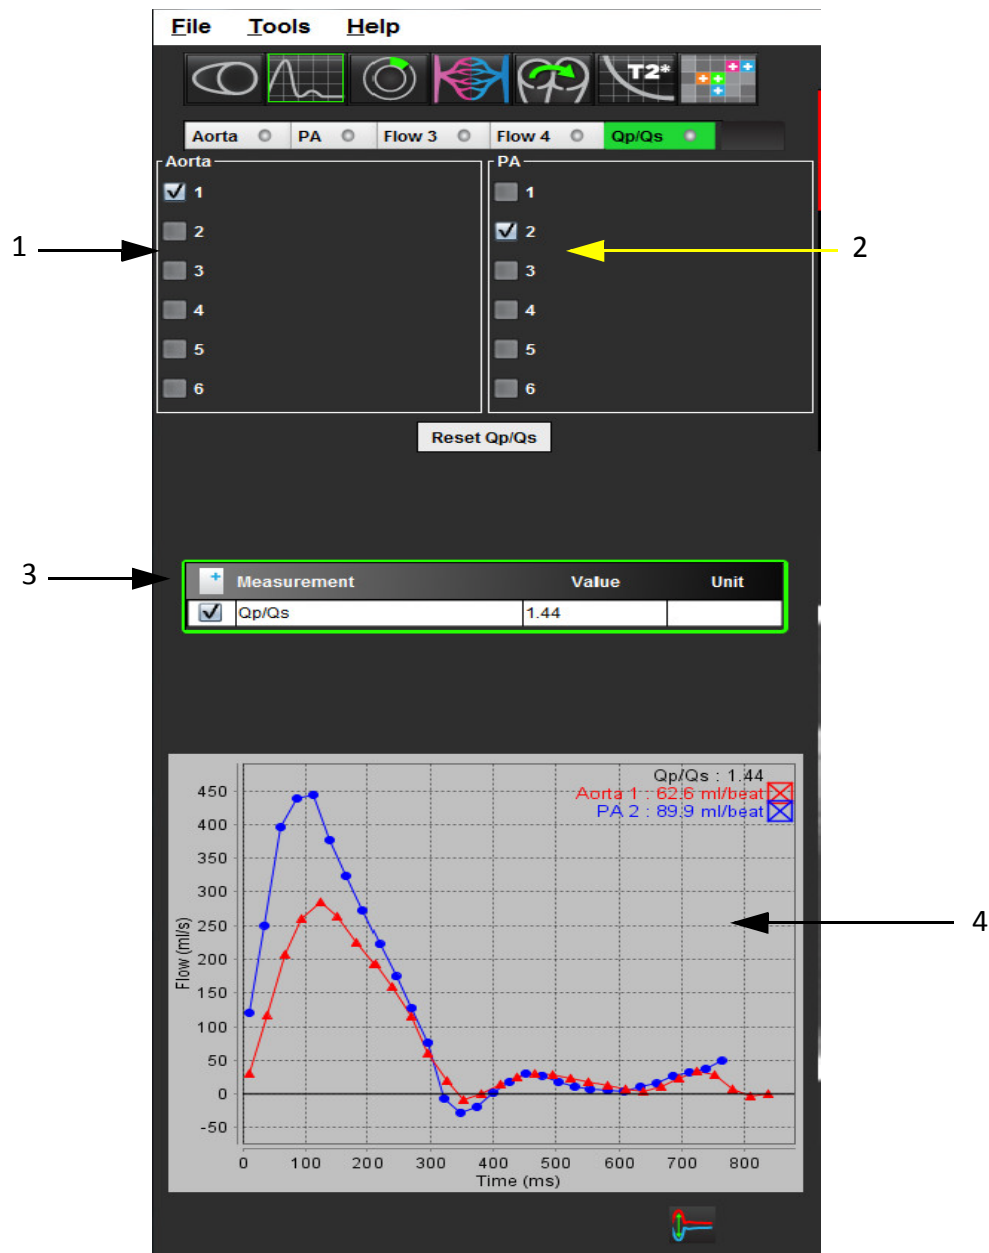 File Tools Help
T2*
Aorta PA Flow 3 Flow 4 Qp/Qs
Aorta PA
1 1
2 2
1 2
3 3
4 4
5 5
6 6
Reset Qp/Qs
3
Measurement Value Unit
Qp/Qs 1.44
Qp/Qs : 1.44
Aorta 1 : 62.6 ml/beat
PA 2 : 89.9 ml/beat
450
400
350
300
250
200
150
100
50
0
-50
Flow (ml/s)
4
0 100 200 300 400 500 600 700 800
Time (ms)